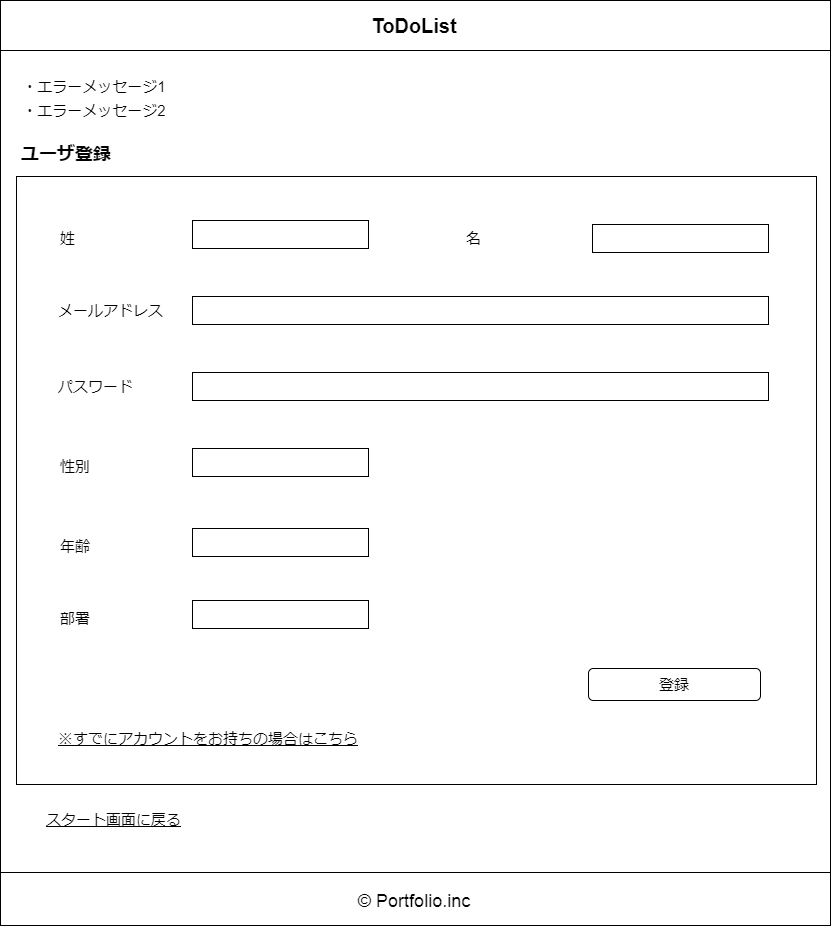 ToDoList
・エラーメッセージ1
・エラーメッセージ2
ユーザ登録
姓 名
メールアドレス
パスワード
性別
年齢
部署
登録
※すでにアカウントをお持ちの場合はこちら
スタート画面に戻る
© Portfolio.inc